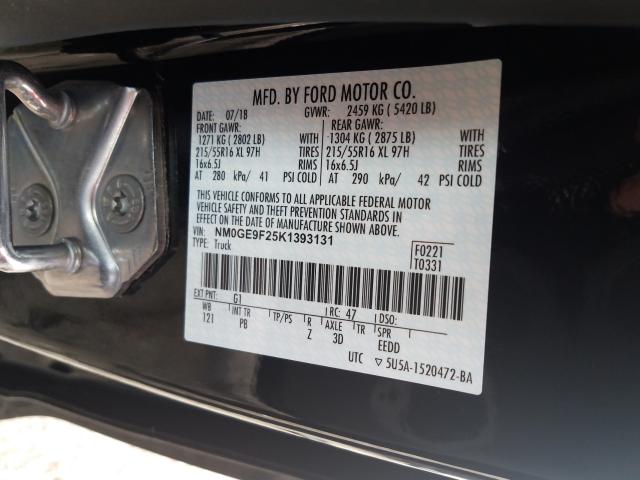 MFD. BY FORD MOTOR CO.
DATE: 07/18 GVWR: 2459 KG ( 5420 LB)
FRONT GAWR: REAR GAWR:
1271 KG ( 2802 LB) WITH 1304 KG ( 2875 LB) WITH
215/55R16 XL 97H TIRES 215/55R16 XL 97H TIRES
16x6.5J RIMS 16x6.5J RIMS
AT 280 kPa/ 41 PSI COLD AT 290 kPa/ 42 PSI COLD
THIS VEHICLE CONFORMS TO ALL APPLICABLE FEDERAL MOTOR
VEHICLE SAFETY AND THEFT PREVENTION STANDARDS IN
EFFECT ON THE DATE OF MANUFACTURE SHOWN ABOVE.
VIN: NM0GE9F25K1393131 F0221
TYPE: Truck T0331
EXT PNT: G1 RC: 47 DSO:
WB INT TR TP/PS R AXLE TR SPR
121 PB Z 3D EEDD
UTC ▽ 5U5A-1520472-BA